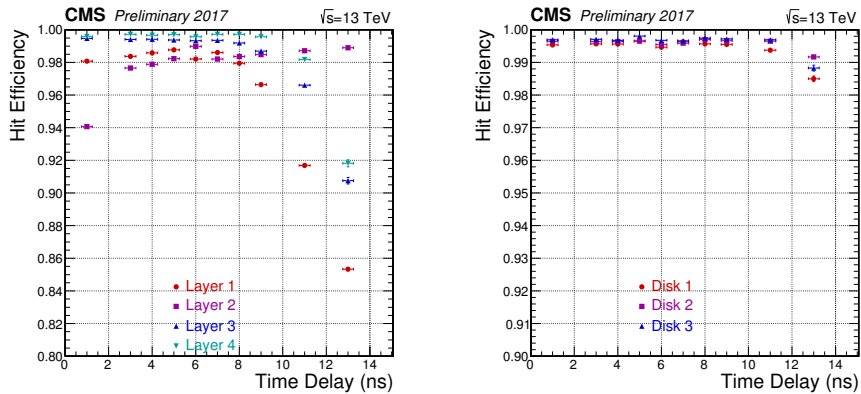 CMS Preliminary 2017 √s=13 TeV
Hit Efficiency
1.00
0.98
0.96
0.94
0.92
0.90
0.88
0.86
0.84
0.82
0.80
Layer 1
Layer 2
Layer 3
Layer 4
0 2 4 6 8 10 12 14
Time Delay (ns)
CMS Preliminary 2017 √s=13 TeV
Hit Efficiency
1.00
0.99
0.98
0.97
0.96
0.95
0.94
0.93
0.92
0.91
0.90
Disk 1
Disk 2
Disk 3
0 2 4 6 8 10 12 14
Time Delay (ns)